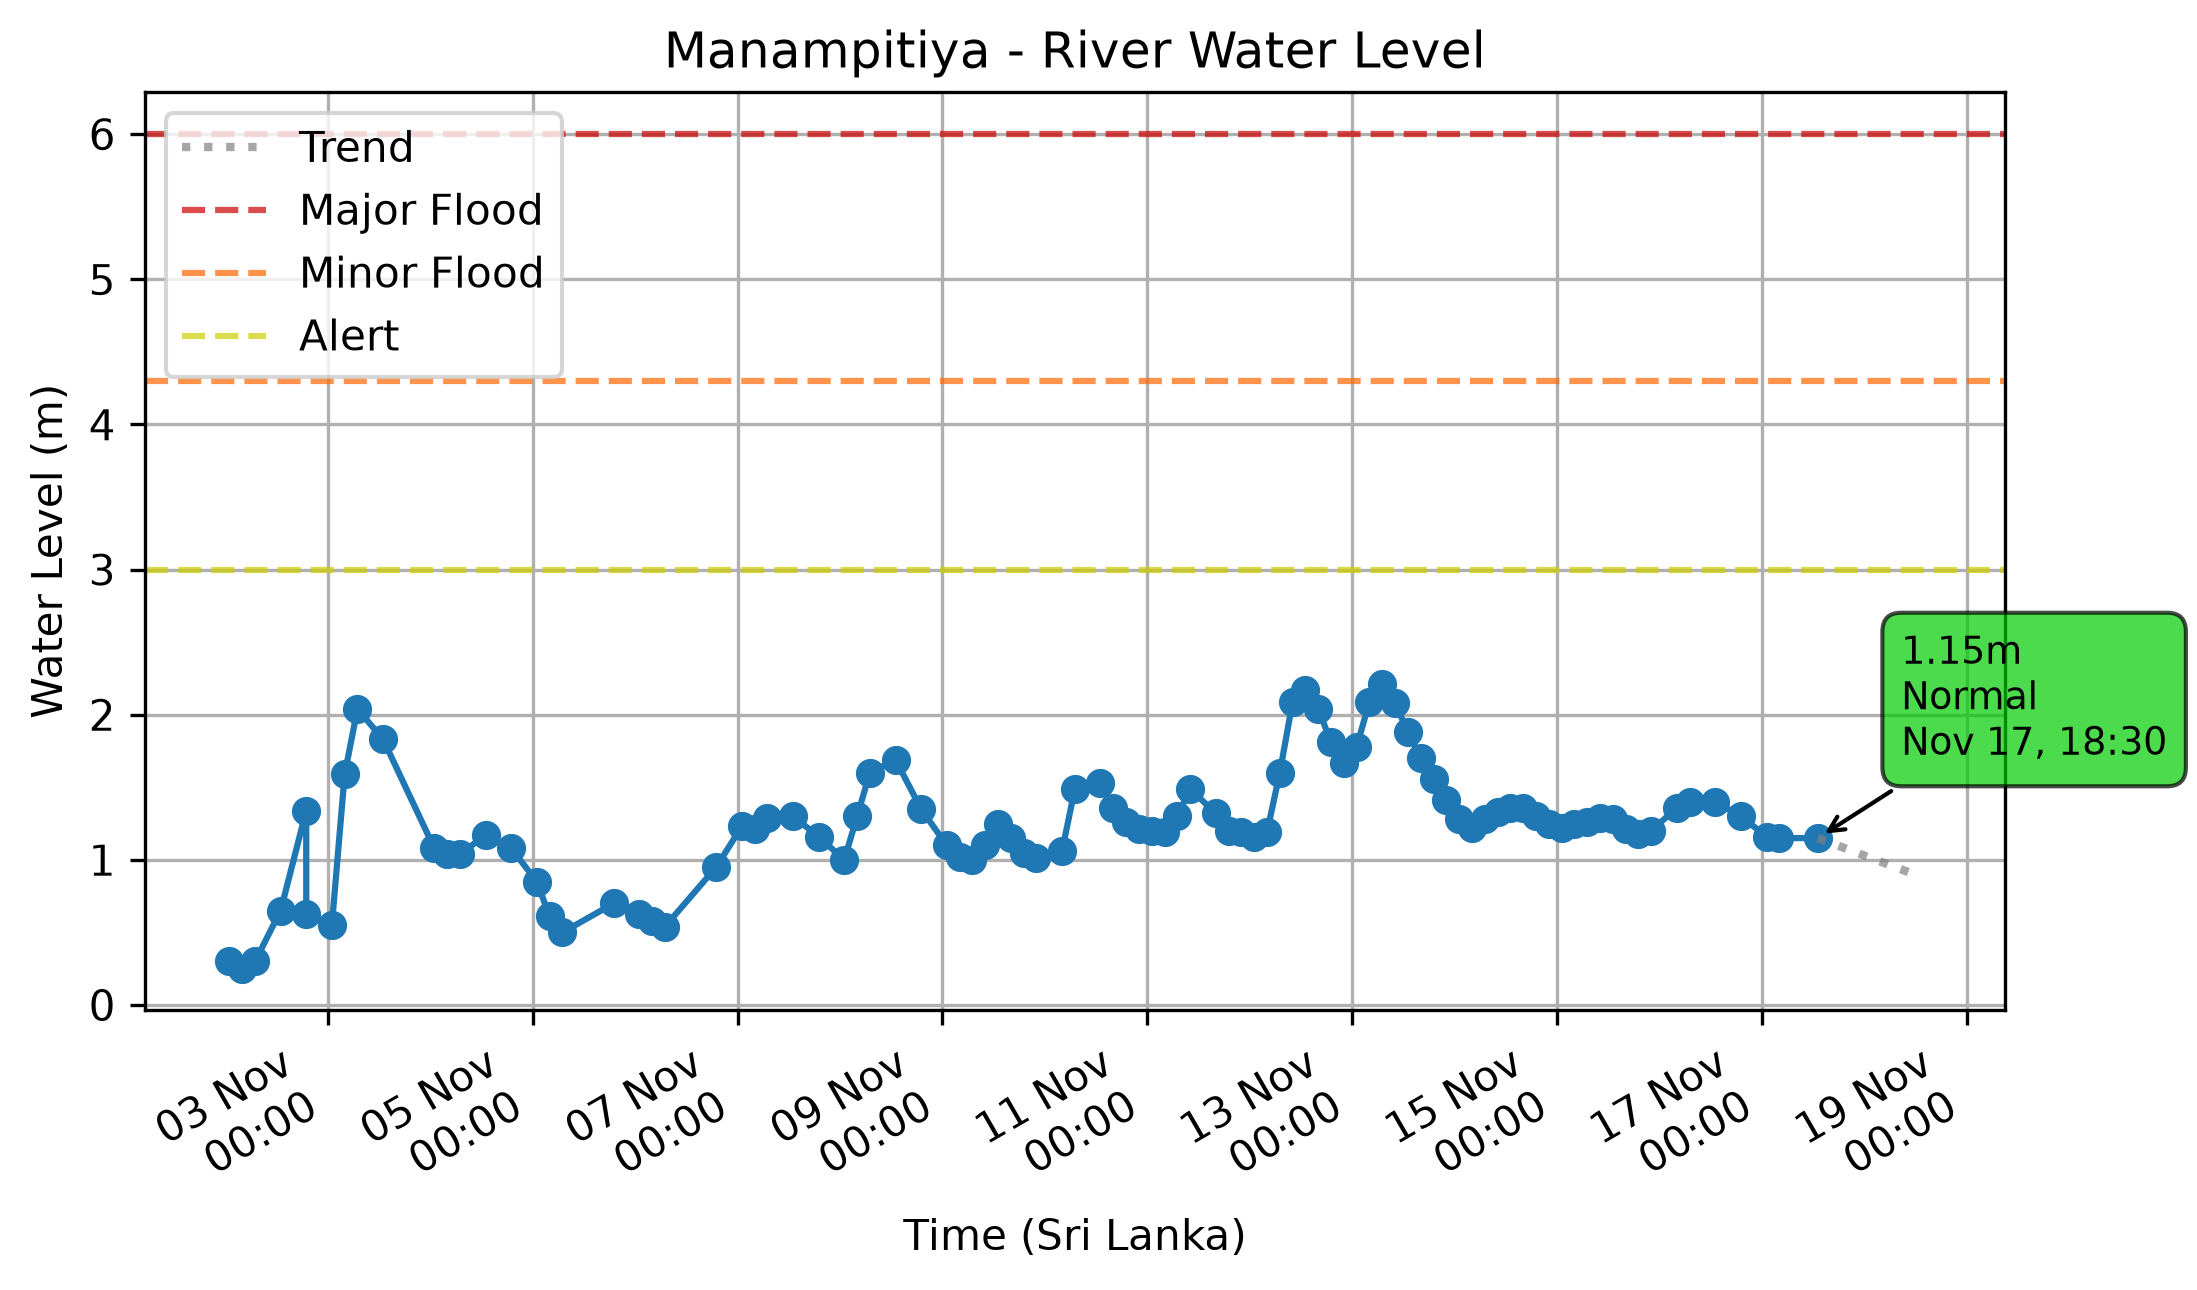 Manampitiya - River Water Level
Water Level (m)
6
5
4
3
2
1
0
Trend
Major Flood
Minor Flood
Alert
1.15m
Normal
Nov 17, 18:30
03 Nov
00:00
05 Nov
00:00
07 Nov
00:00
09 Nov
00:00
11 Nov
00:00
13 Nov
00:00
15 Nov
00:00
17 Nov
00:00
19 Nov
00:00
Time (Sri Lanka)